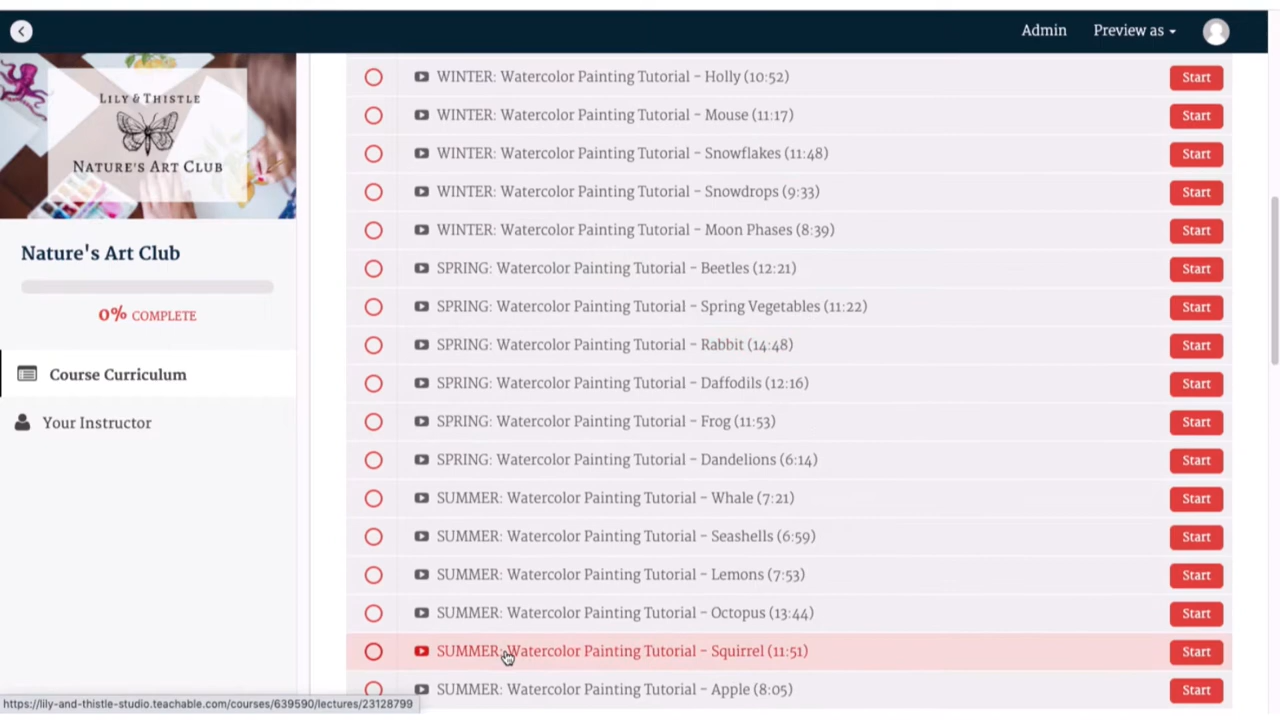 Admin
Preview as
LILY & THISTLE
NATURE'S ART CLUB
Nature's Art Club
0% COMPLETE
Course Curriculum
Your Instructor
WINTER: Watercolor Painting Tutorial - Holly (10:52)
Start
WINTER: Watercolor Painting Tutorial - Mouse (11:17)
Start
WINTER: Watercolor Painting Tutorial - Snowflakes (11:48)
Start
WINTER: Watercolor Painting Tutorial - Snowdrops (9:33)
Start
WINTER: Watercolor Painting Tutorial - Moon Phases (8:39)
Start
SPRING: Watercolor Painting Tutorial - Beetles (12:21)
Start
SPRING: Watercolor Painting Tutorial - Spring Vegetables (11:22)
Start
SPRING: Watercolor Painting Tutorial - Rabbit (14:48)
Start
SPRING: Watercolor Painting Tutorial - Daffodils (12:16)
Start
SPRING: Watercolor Painting Tutorial - Frog (11:53)
Start
SPRING: Watercolor Painting Tutorial - Dandelions (6:14)
Start
SUMMER: Watercolor Painting Tutorial - Whale (7:21)
Start
SUMMER: Watercolor Painting Tutorial - Seashells (6:59)
Start
SUMMER: Watercolor Painting Tutorial - Lemons (7:53)
Start
SUMMER: Watercolor Painting Tutorial - Octopus (13:44)
Start
SUMMER: Watercolor Painting Tutorial - Squirrel (11:51)
Start
SUMMER: Watercolor Painting Tutorial - Apple (8:05)
Start
https://lily-and-thistle-studio.teachable.com/courses/639590/lectures/23128799